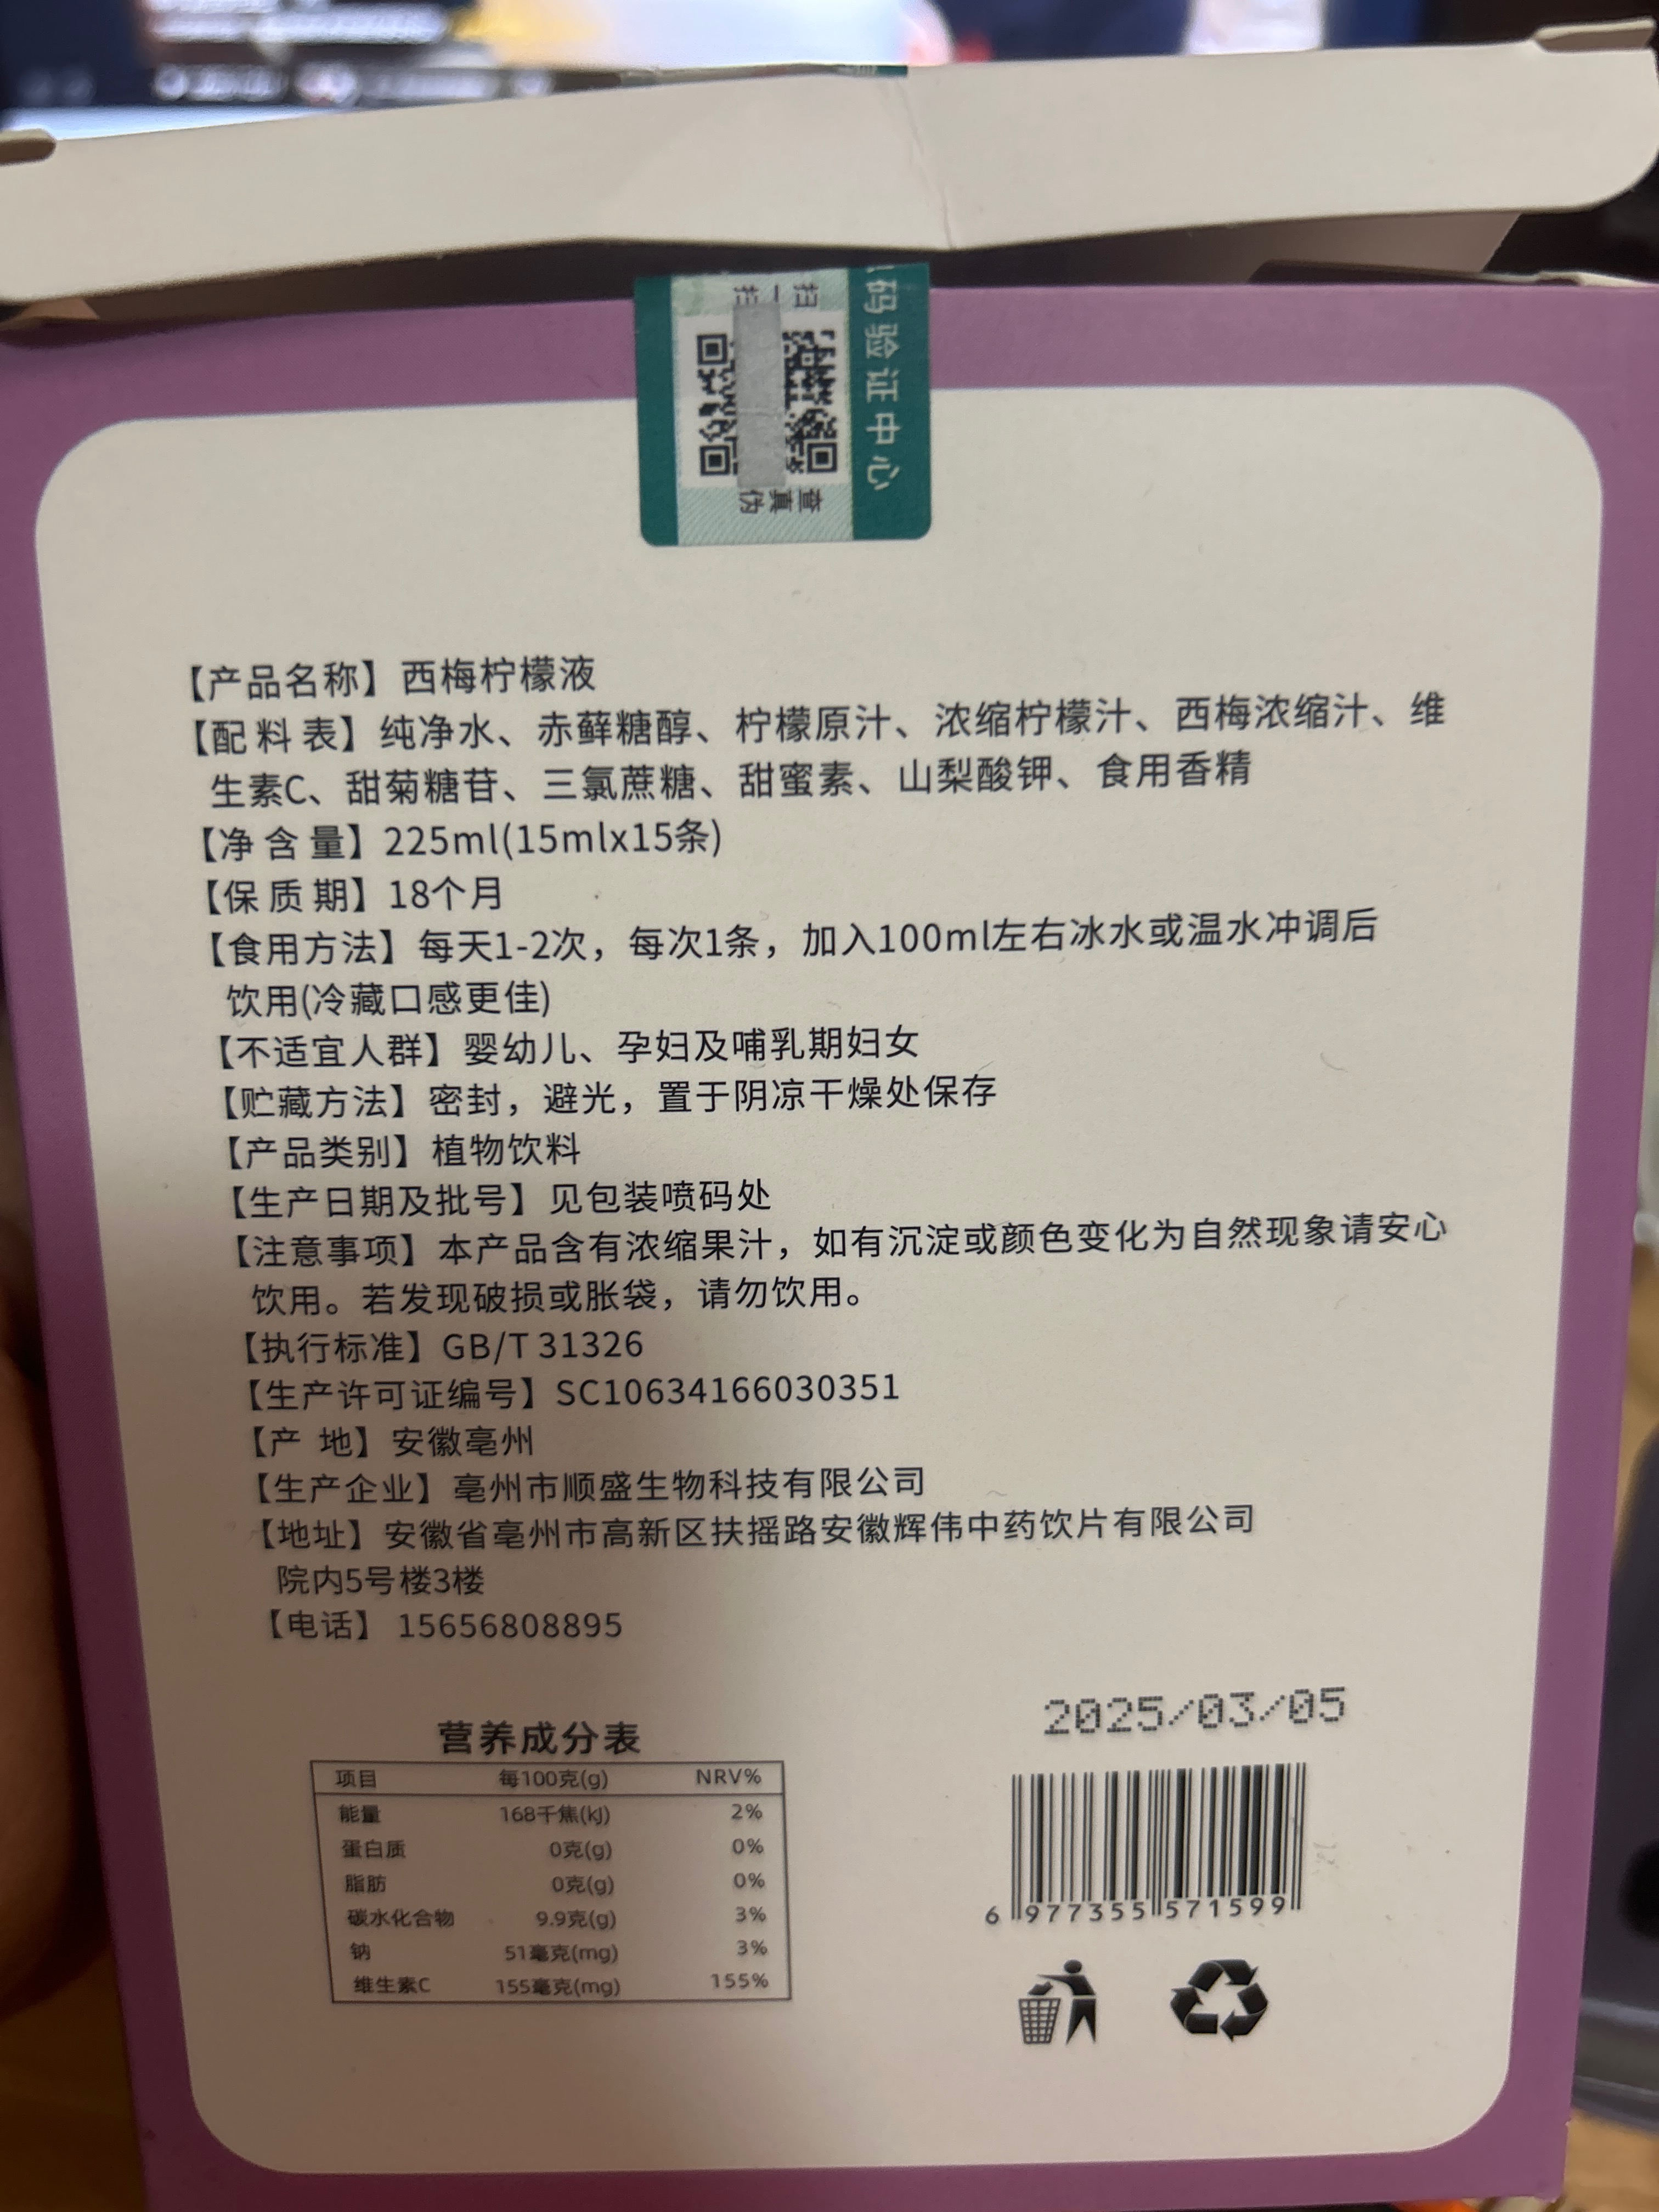 码验证中心
扫一扫
查真伪
【产品名称】西梅柠檬液
【配料表】纯净水、赤藓糖醇、柠檬原汁、浓缩柠檬汁、西梅浓缩汁、维
生素C、甜菊糖苷、三氯蔗糖、甜蜜素、山梨酸钾、食用香精
【净含量】225ml(15mlx15条)
【保质期】18个月
【食用方法】每天1-2次，每次1条，加入100ml左右冰水或温水冲调后
饮用(冷藏口感更佳)
【不适宜人群】婴幼儿、孕妇及哺乳期妇女
【贮藏方法】密封，避光，置于阴凉干燥处保存
【产品类别】植物饮料
【生产日期及批号】见包装喷码处
【注意事项】本产品含有浓缩果汁，如有沉淀或颜色变化为自然现象请安心
饮用。若发现破损或胀袋，请勿饮用。
【执行标准】GB/T 31326
【生产许可证编号】SC10634166030351
【产 地】安徽亳州
【生产企业】亳州市顺盛生物科技有限公司
【地址】安徽省亳州市高新区扶摇路安徽辉伟中药饮片有限公司
院内5号楼3楼
【电话】 15656808895
营养成分表
项目 每100克(g) NRV%
能量 168千焦(kJ) 2%
蛋白质 0克(g) 0%
脂肪 0克(g) 0%
碳水化合物 9.9克(g) 3%
钠 51毫克(mg) 3%
维生素C 155毫克(mg) 155%
2025/03/05
6 977355 571599